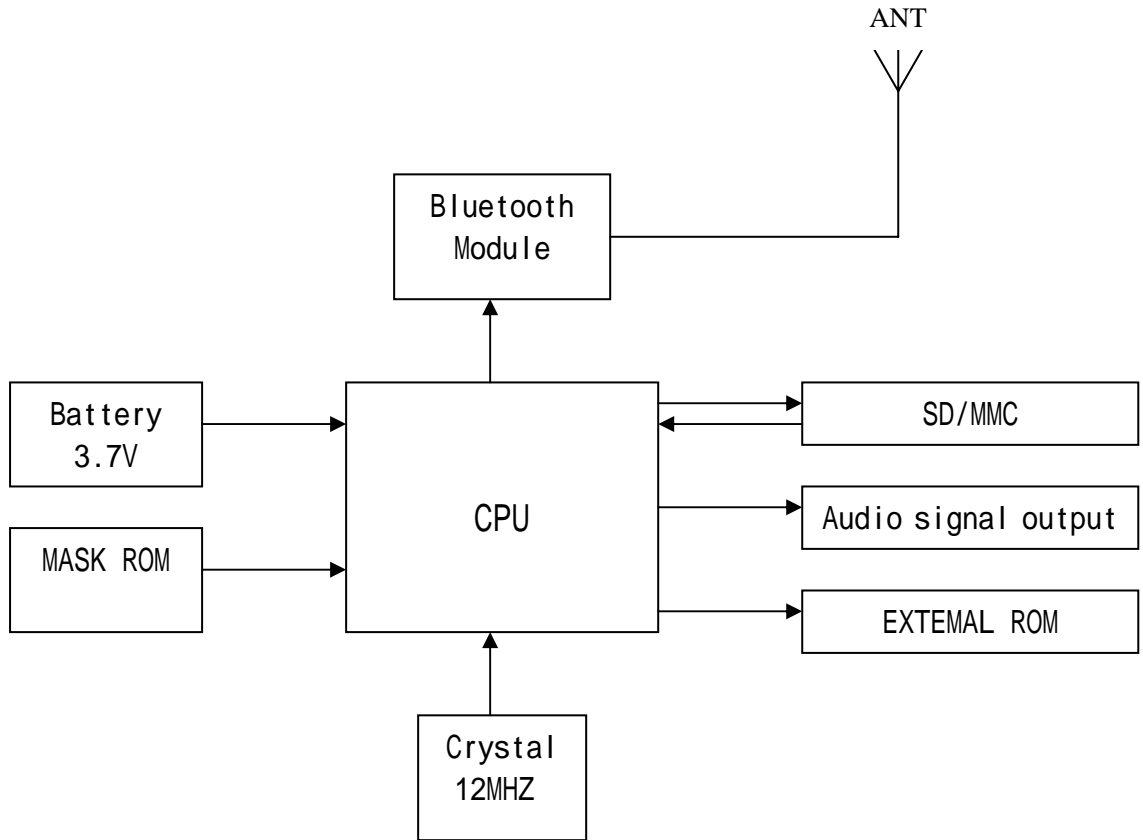 ANT
Bluetooth
Module
Battery
3.7V
SD/MMC
CPU
Audio signal output
MASK ROM
EXTEMAL ROM
Crystal
12MHZ